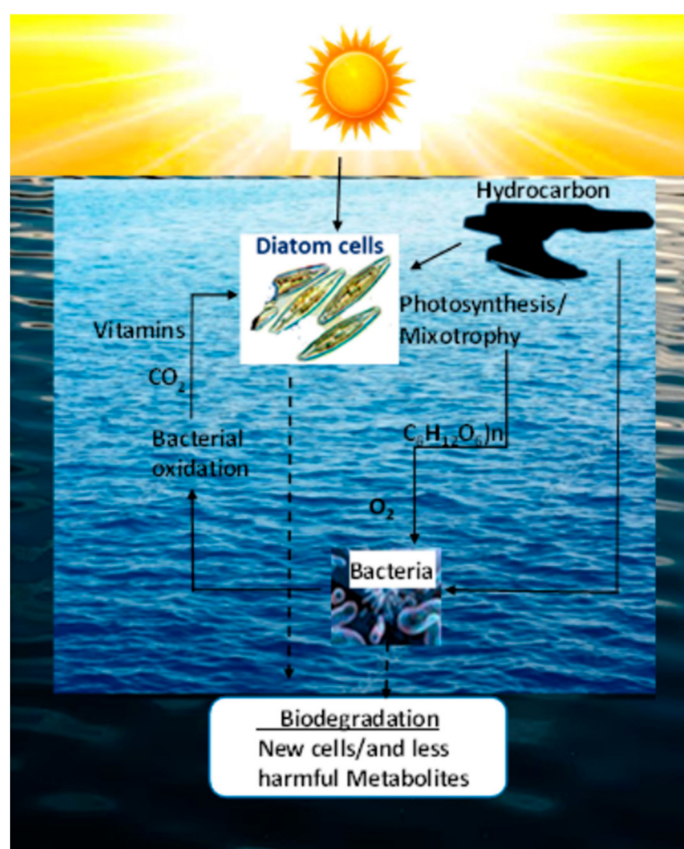 Hydrocarbon
Diatom cells
Photosynthesis/
Mixotrophy
Vitamins
CO₂
Bacterial
oxidation
C₆H₁₂O₆)n
O₂
Bacteria
Biodegradation
New cells/and less
harmful Metabolites